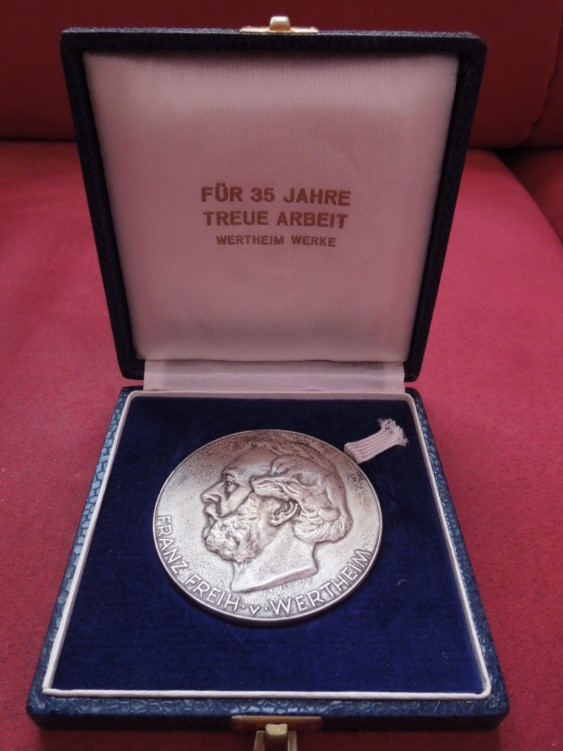 FÜR 35 JAHRE
TREUE ARBEIT
WERTHEIM WERKE
FRANZ FREIH · v · WERTHEIM